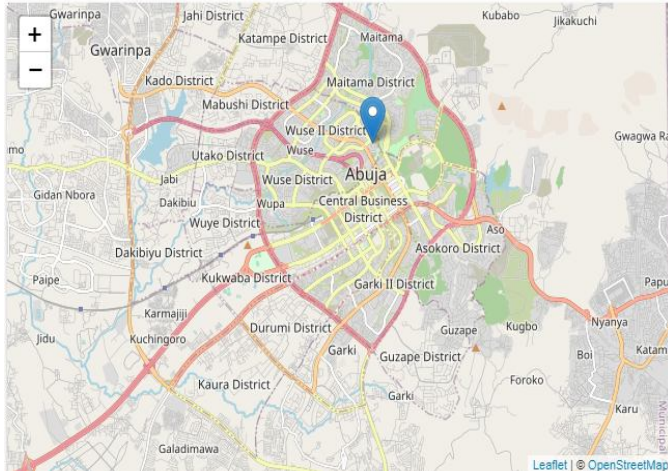 Gwarinpa
Jahi District
Kubabo
Gwarinpa
+
Katampe District
Maitama
Jikakuchi
−
Kado District
Maitama District
Mabushi District
Wuse II District
Gwagwa Ra
mo
Utako District
Wuse
Jabi
Wuse District
Abuja
Gidan Nbora
Dakibiu
Wupa
Central Business
District
Wuye District
Aso
Dakibiyu District
Asokoro District
Paipe
Kukwaba District
Garki II District
Papu
Karmajiji
Nyanya
Jidu
Kuchingoro
Durumi District
Guzape
Kugbo
Garki
Guzape District
Boi
Katam
Kaura District
Foroko
Garki
Karu
Galadimawa
Municipa
Leaflet | © OpenStreetMap